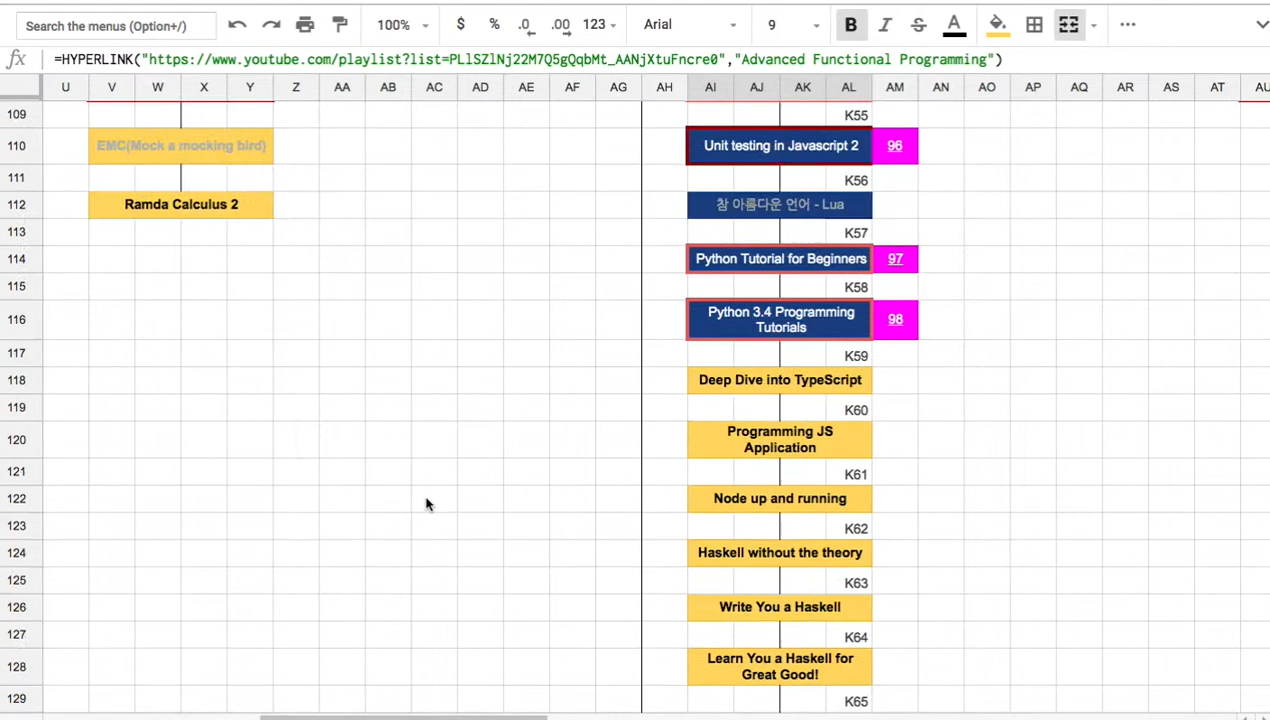 Search the menus (Option+/)
100%
$ % .0 .00 123
Arial
9
B I S A
fx =HYPERLINK("https://www.youtube.com/playlist?list=PLlSZlNj22M7Q5gQqbMt_AANjXtuFncre0","Advanced Functional Programming")
U V W X Y Z AA AB AC AD AE AF AG AH AI AJ AK AL AM AN AO AP AQ AR AS AT AU
109 K55
110 EMC(Mock a mocking bird) Unit testing in Javascript 2 96
111 K56
112 Ramda Calculus 2 참 아름다운 언어 - Lua
113 K57
114 Python Tutorial for Beginners 97
115 K58
116 Python 3.4 Programming
Tutorials 98
117 K59
118 Deep Dive into TypeScript
119 K60
120 Programming JS
Application
121 K61
122 Node up and running
123 K62
124 Haskell without the theory
125 K63
126 Write You a Haskell
127 K64
128 Learn You a Haskell for
Great Good!
129 K65